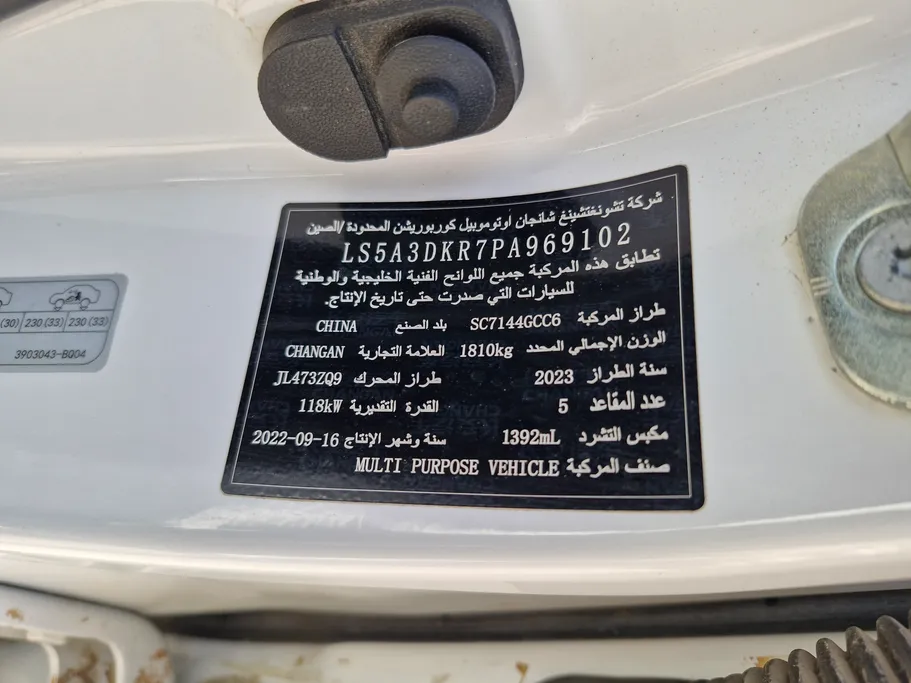 شركة تشونغتشينغ شانجان أوتوموبيل كوربوريشن المحدودة/الصين
LS5A3DKR7PA969102
تطابق هذه المركبة جميع اللوائح الفنية الخليجية والوطنية
للسيارات التي صدرت حتى تاريخ الإنتاج.
طراز المركبة SC7144GCC6 بلد الصنع CHINA
الوزن الإجمالي المحدد 1810kg العلامة التجارية CHANGAN
سنة الطراز 2023 طراز المحرك JL473ZQ9
عدد المقاعد 5 القدرة التقديرية 118kW
مكبس التشرد 1392mL سنة وشهر الإنتاج 2022-09-16
صنف المركبة MULTI PURPOSE VEHICLE
(30) 230 (33) 230 (33)
3903043-BQ04